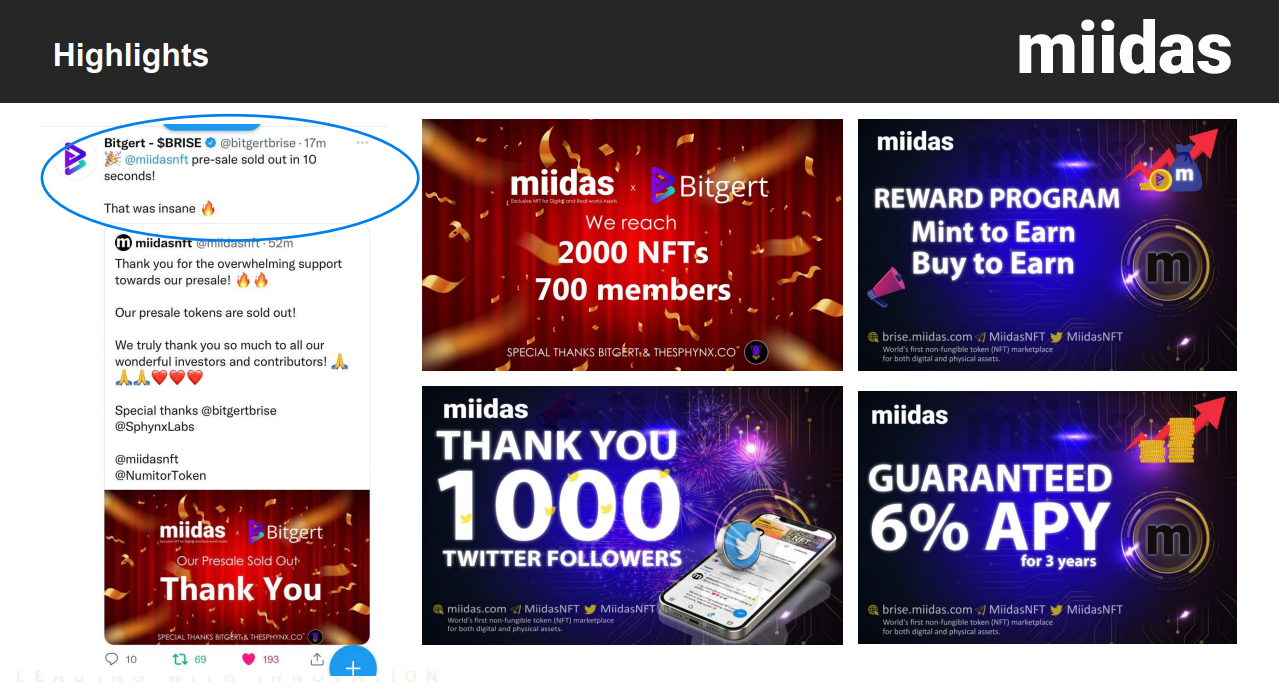 Highlights
miidas
Bitgert - $BRISE @bitgertbrise · 17m
🎉 @miidasnft pre-sale sold out in 10
seconds!
That was insane 🔥
miidasnft @miidasnft · 52m
Thank you for the overwhelming support
towards our presale! 🔥🔥
Our presale tokens are sold out!
We truly thank you so much to all our
wonderful investors and contributors! 🙏
🙏🙏❤️❤️❤️
Special thanks @bitgertbrise
@SphynxLabs
@miidasnft
@NumitorToken
miidas x Bitgert
Our Presale Sold Out
Thank You
SPECIAL THANKS BITGERT & THESPHYNX.CO
10 69 193
LEADING WITH INNOVATION
miidas x Bitgert
Exclusive NFT for Digital and Real-world Assets
We reach
2000 NFTs
700 members
SPECIAL THANKS BITGERT & THESPHYNX.CO
miidas
REWARD PROGRAM
Mint to Earn
Buy to Earn
m
m
brise.miidas.com MiidasNFT MiidasNFT
World's first non-fungible token (NFT) marketplace
for both digital and physical assets.
miidas
THANK YOU
1000
TWITTER FOLLOWERS
miidas.com MiidasNFT MiidasNFT
World's first non-fungible token (NFT) marketplace
for both digital and physical assets.
miidas
GUARANTEED
6% APY
for 3 years
m
brise.miidas.com MiidasNFT MiidasNFT
World's first non-fungible token (NFT) marketplace
for both digital and physical assets.